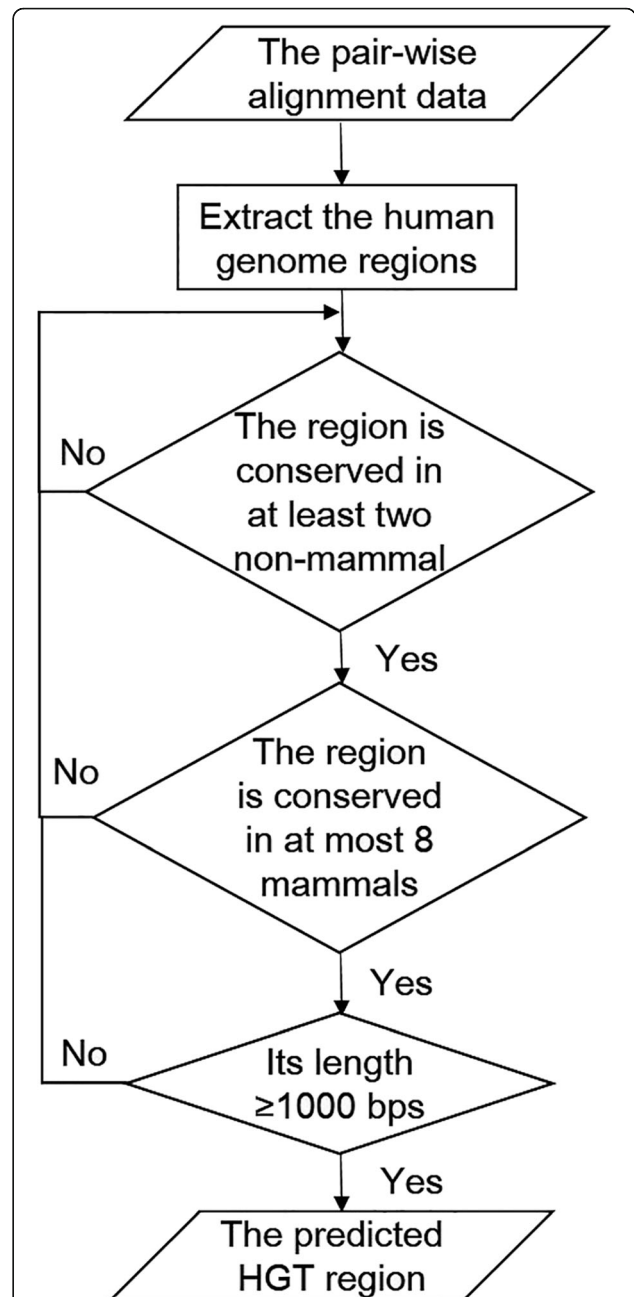 The pair-wise
alignment data
Extract the human
genome regions
No
The region is
conserved in
at least two
non-mammal
Yes
No
The region
is conserved
in at most 8
mammals
Yes
No
Its length
≥1000 bps
Yes
The predicted
HGT region